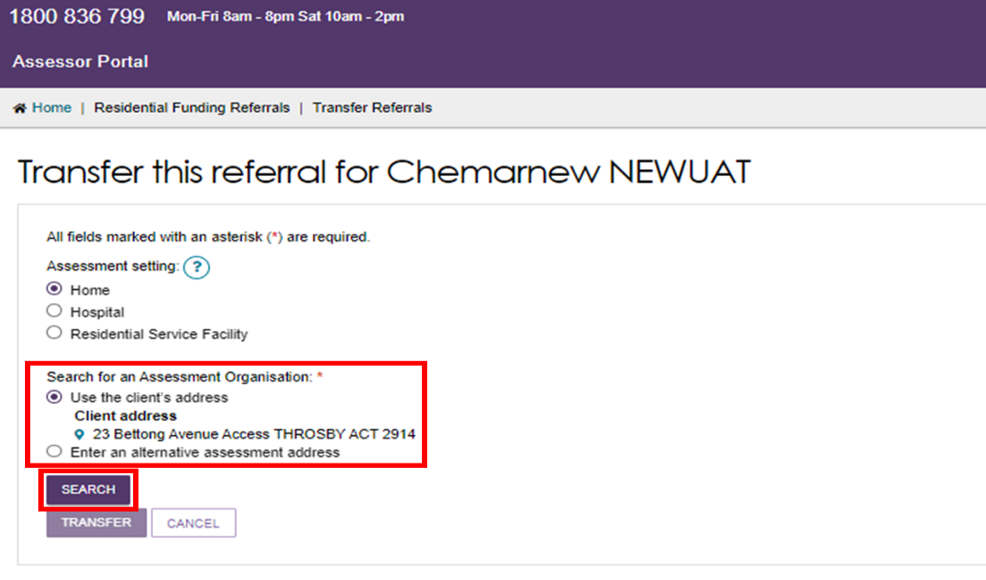 1800 836 799 Mon-Fri 8am - 8pm Sat 10am - 2pm
Assessor Portal
Home | Residential Funding Referrals | Transfer Referrals
Transfer this referral for Chemarnew NEWUAT
All fields marked with an asterisk (*) are required.
Assessment setting: ?
Home
Hospital
Residential Service Facility
Search for an Assessment Organisation: *
Use the client's address
Client address
23 Bettong Avenue Access THROSBY ACT 2914
Enter an alternative assessment address
SEARCH
TRANSFER CANCEL